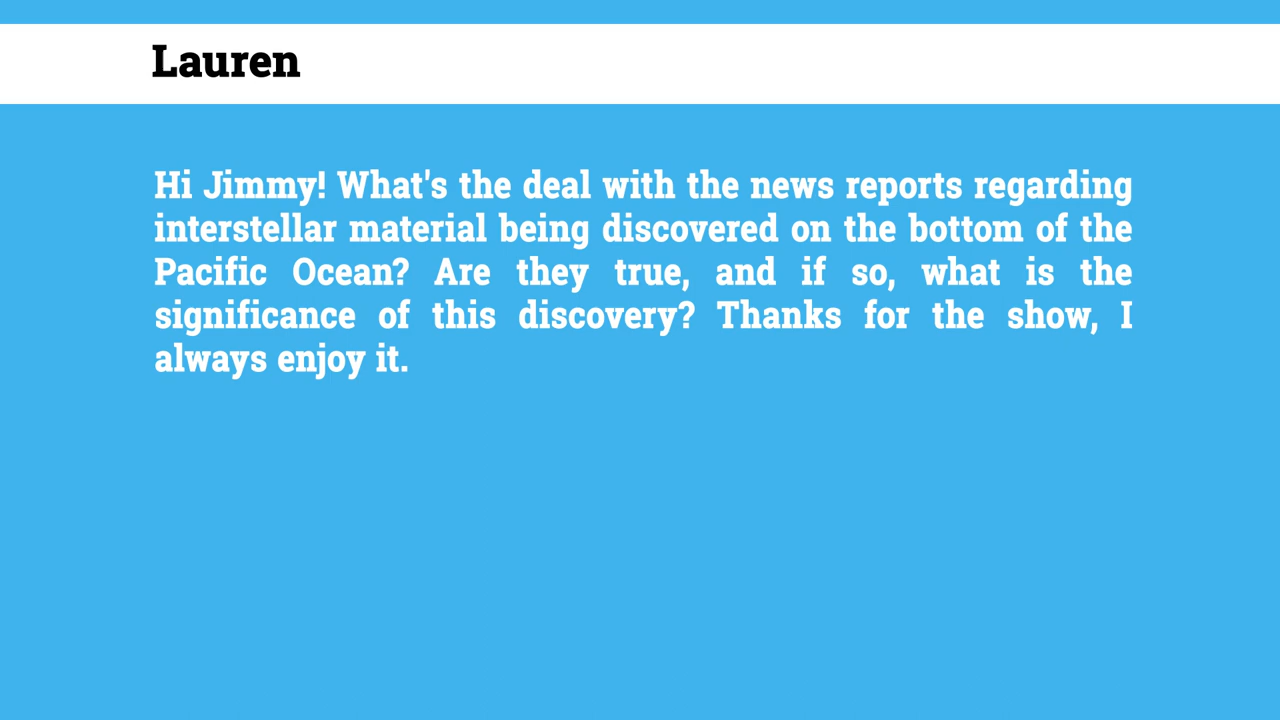 Lauren
Hi Jimmy! What's the deal with the news reports regarding
interstellar material being discovered on the bottom of the
Pacific Ocean? Are they true, and if so, what is the
significance of this discovery? Thanks for the show, I
always enjoy it.